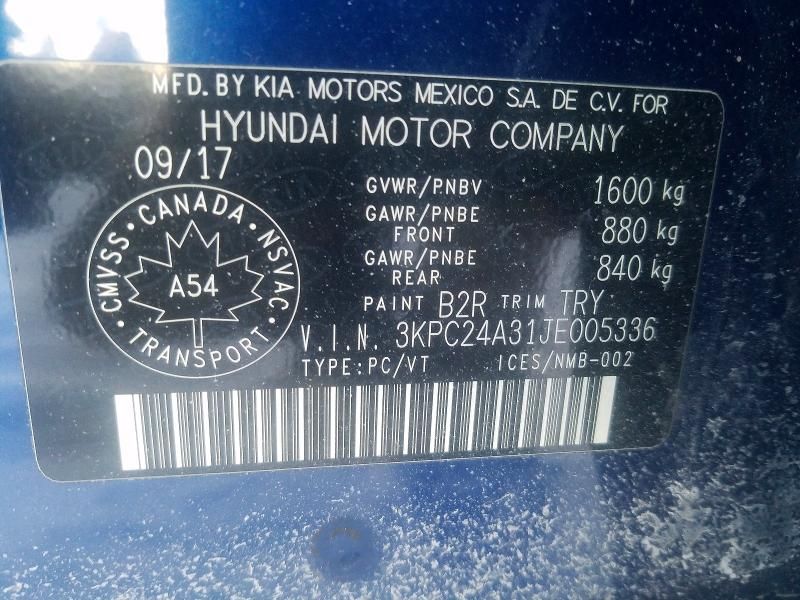 MFD. BY KIA MOTORS MEXICO S.A. DE C.V. FOR
HYUNDAI MOTOR COMPANY
09/17
GVWR/PNBV 1600 kg
GAWR/PNBE FRONT 880 kg
GAWR/PNBE REAR 840 kg
CMVSS · CANADA · NSVAC · TRANSPORT ·
A54
PAINT B2R TRIM TRY
V.I.N. 3KPC24A31JE005336
TYPE: PC/VT ICES/NMB-002